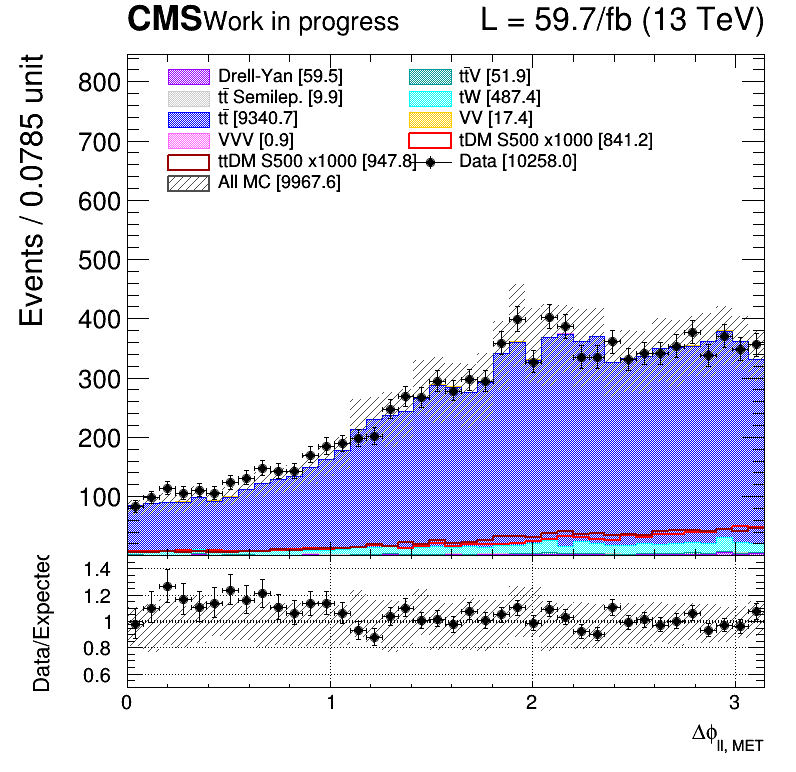 CMS Work in progress L = 59.7/fb (13 TeV)
Events / 0.0785 unit
800
700
600
500
400
300
200
100
Drell-Yan [59.5]
tt̄V [51.9]
tt̄ Semilep. [9.9]
tW [487.4]
tt̄ [9340.7]
VV [17.4]
VVV [0.9]
tDM S500 x1000 [841.2]
ttDM S500 x1000 [947.8]
Data [10258.0]
All MC [9967.6]
Data/Expected
1.4
1.2
1
0.8
0.6
0 1 2 3
Δϕ_ll, MET